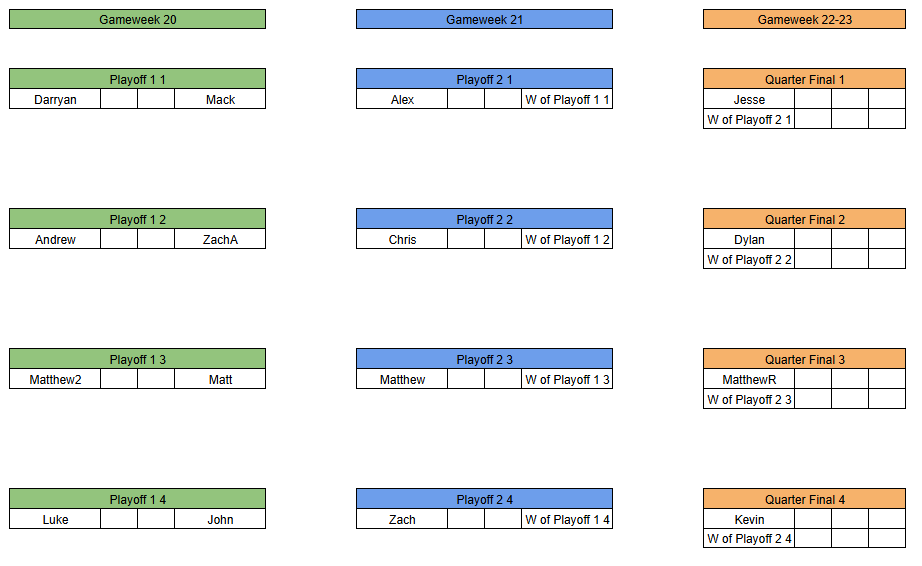 Gameweek 20 Gameweek 21 Gameweek 22-23
Playoff 1 1 Playoff 2 1 Quarter Final 1
Darryan Mack Alex W of Playoff 1 1 Jesse
W of Playoff 2 1
Playoff 1 2 Playoff 2 2 Quarter Final 2
Andrew ZachA Chris W of Playoff 1 2 Dylan
W of Playoff 2 2
Playoff 1 3 Playoff 2 3 Quarter Final 3
Matthew2 Matt Matthew W of Playoff 1 3 MatthewR
W of Playoff 2 3
Playoff 1 4 Playoff 2 4 Quarter Final 4
Luke John Zach W of Playoff 1 4 Kevin
W of Playoff 2 4